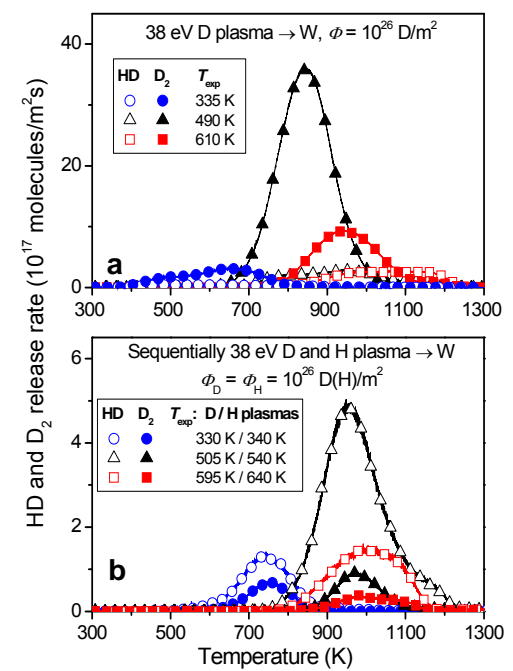 38 eV D plasma → W, Φ = 10²⁶ D/m²
HD D₂ T_exp
335 K
490 K
610 K
40
20
0
a
300 500 700 900 1100 1300
HD and D₂ release rate (10¹⁷ molecules/m²s)
Sequentially 38 eV D and H plasma → W
Φ_D = Φ_H = 10²⁶ D(H)/m²
HD D₂ T_exp: D / H plasmas
330 K / 340 K
505 K / 540 K
595 K / 640 K
6
4
2
0
b
300 500 700 900 1100 1300
Temperature (K)